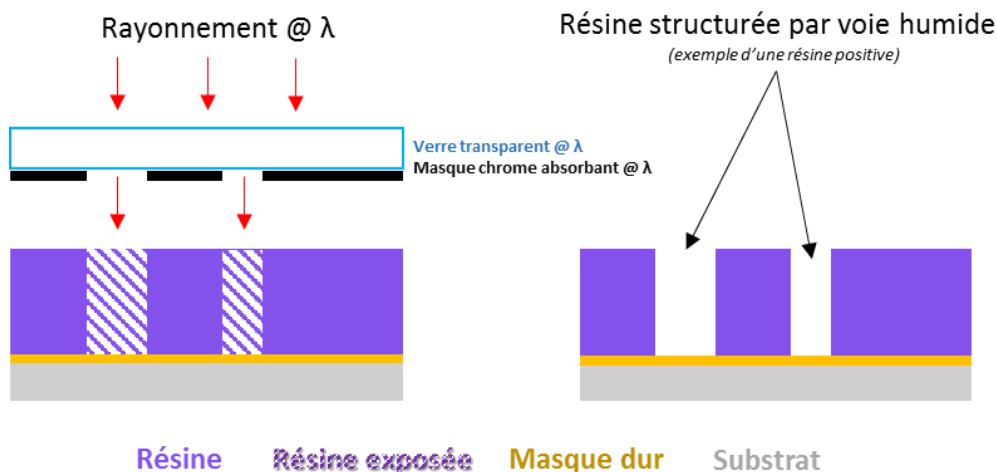 Rayonnement @ λ
Résine structurée par voie humide
(exemple d'une résine positive)
Verre transparent @ λ
Masque chrome absorbant @ λ
Résine Résine exposée Masque dur Substrat